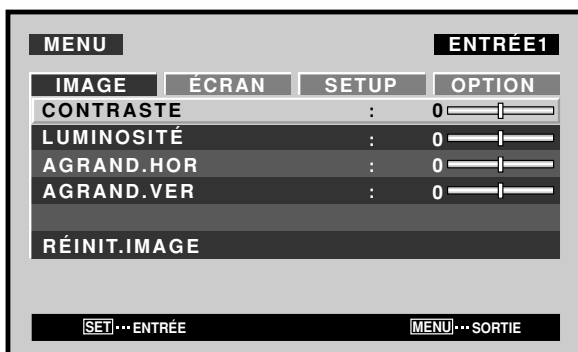 MENU ENTRÉE1
IMAGE ÉCRAN SETUP OPTION
CONTRASTE : 0
LUMINOSITÉ : 0
AGRAND.HOR : 0
AGRAND.VER : 0
RÉINIT.IMAGE
SET ··· ENTRÉE MENU ··· SORTIE